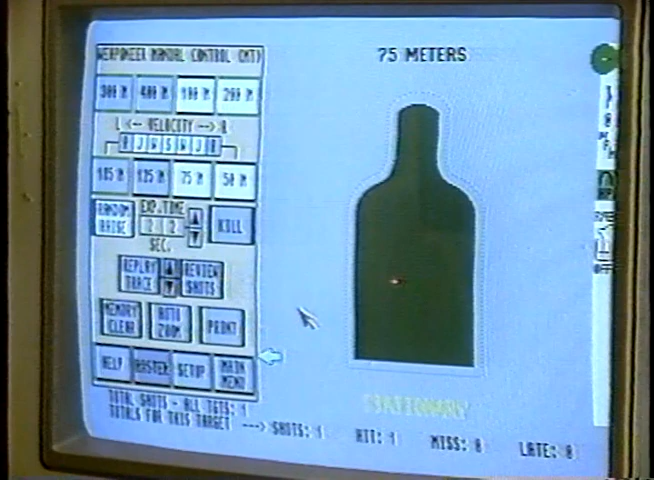 WEAPONEER MANUAL CONTROL (MT)
75 METERS
300 M 400 M 100 M 200 M
L <-- VELOCITY --> R
R J W S W J R
125 M 75 M 50 M
RANDOM RAISE
EXP.TIME
SEC.
KILL
REPLAY TRACE
REVIEW SHOTS
MEMORY CLEAR
AUTO ZOOM
PRINT
HELP
RASTER
SETUP
MAIN MENU
STATIONARY
TOTAL SHOTS - ALL TGTS: 1
TOTALS FOR THIS TARGET ---> SHOTS: 1 HIT: 1 MISS: 0 LATE: 0